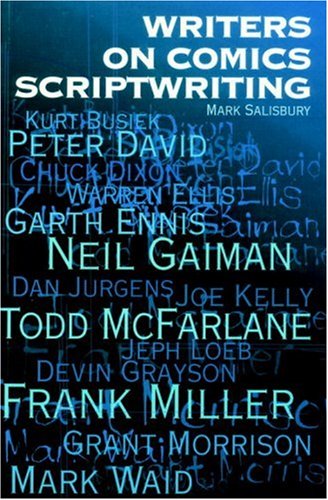 WRITERS
ON COMICS
SCRIPTWRITING
MARK SALISBURY
KURT BUSIEK
PETER DAVID
CHUCK DIXON
WARREN ELLIS
GARTH ENNIS
NEIL GAIMAN
DAN JURGENS
JOE KELLY
TODD MCFARLANE
JEPH LOEB
DEVIN GRAYSON
FRANK MILLER
GRANT MORRISON
MARK WAID